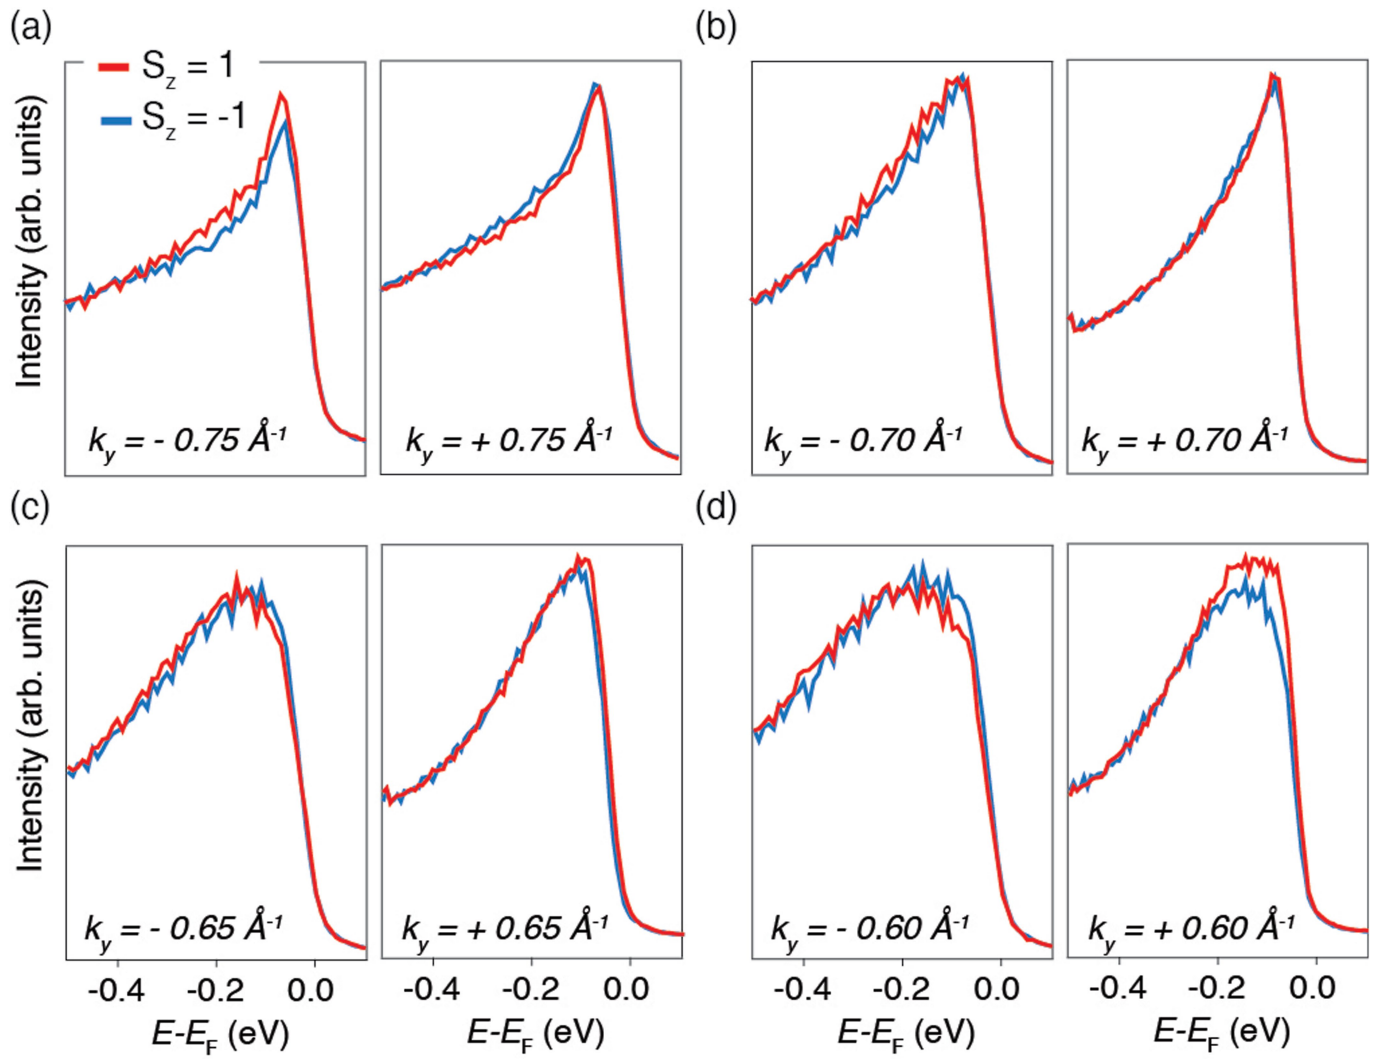 (a)
(b)
S_z = 1
S_z = -1
Intensity (arb. units)
k_y = - 0.75 Å⁻¹
k_y = + 0.75 Å⁻¹
k_y = - 0.70 Å⁻¹
k_y = + 0.70 Å⁻¹
(c)
(d)
Intensity (arb. units)
k_y = - 0.65 Å⁻¹
k_y = + 0.65 Å⁻¹
k_y = - 0.60 Å⁻¹
k_y = + 0.60 Å⁻¹
-0.4 -0.2 0.0 -0.4 -0.2 0.0 -0.4 -0.2 0.0 -0.4 -0.2 0.0
E-E_F (eV) E-E_F (eV) E-E_F (eV) E-E_F (eV)